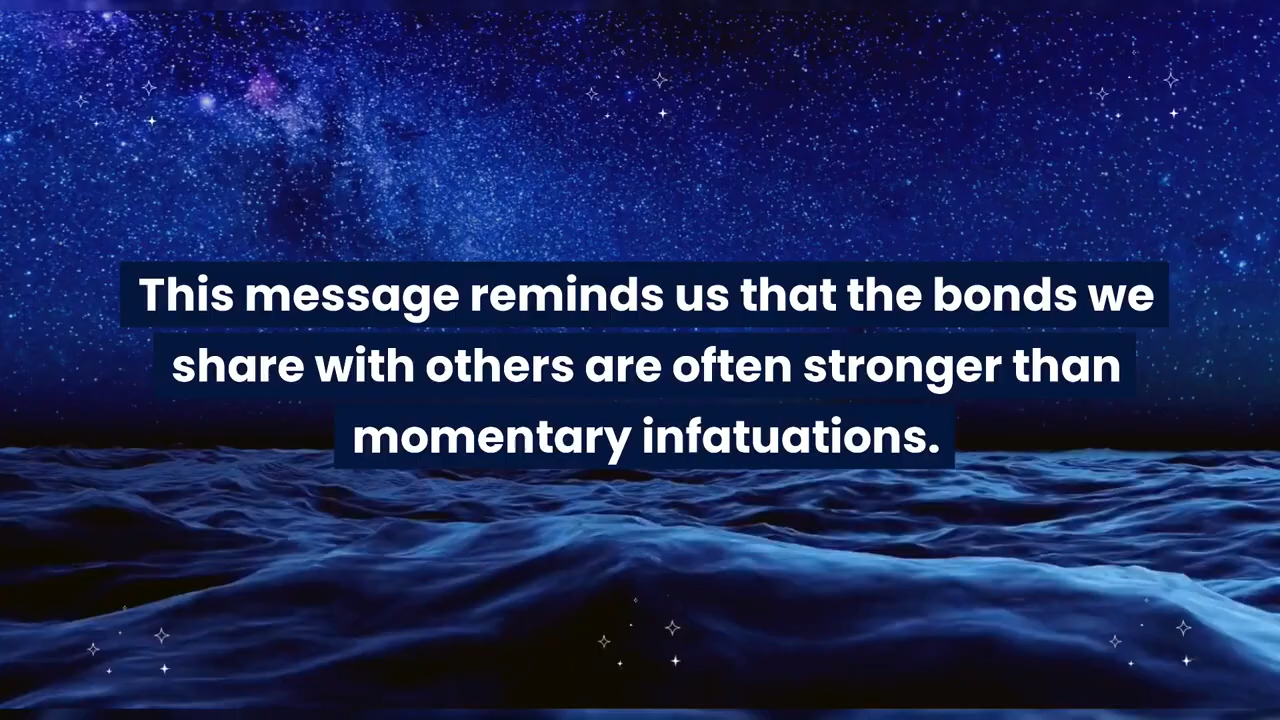 This message reminds us that the bonds we
share with others are often stronger than
momentary infatuations.